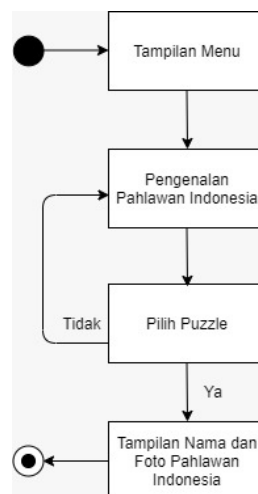 Tampilan Menu
Pengenalan
Pahlawan Indonesia
Tidak
Pilih Puzzle
Ya
Tampilan Nama dan
Foto Pahlawan
Indonesia